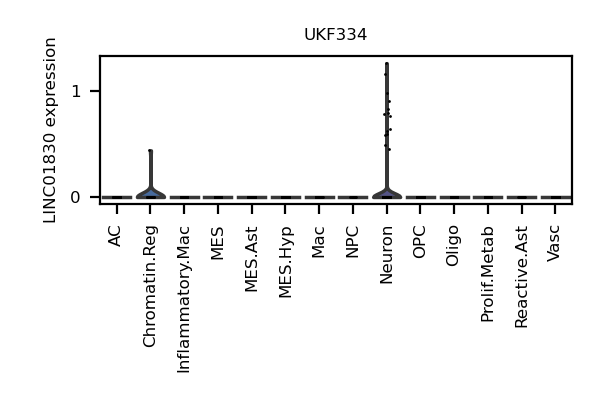 UKF334
LINC01830 expression
1
0
AC
Chromatin.Reg
Inflammatory.Mac
MES
MES.Ast
MES.Hyp
Mac
NPC
Neuron
OPC
Oligo
Prolif.Metab
Reactive.Ast
Vasc